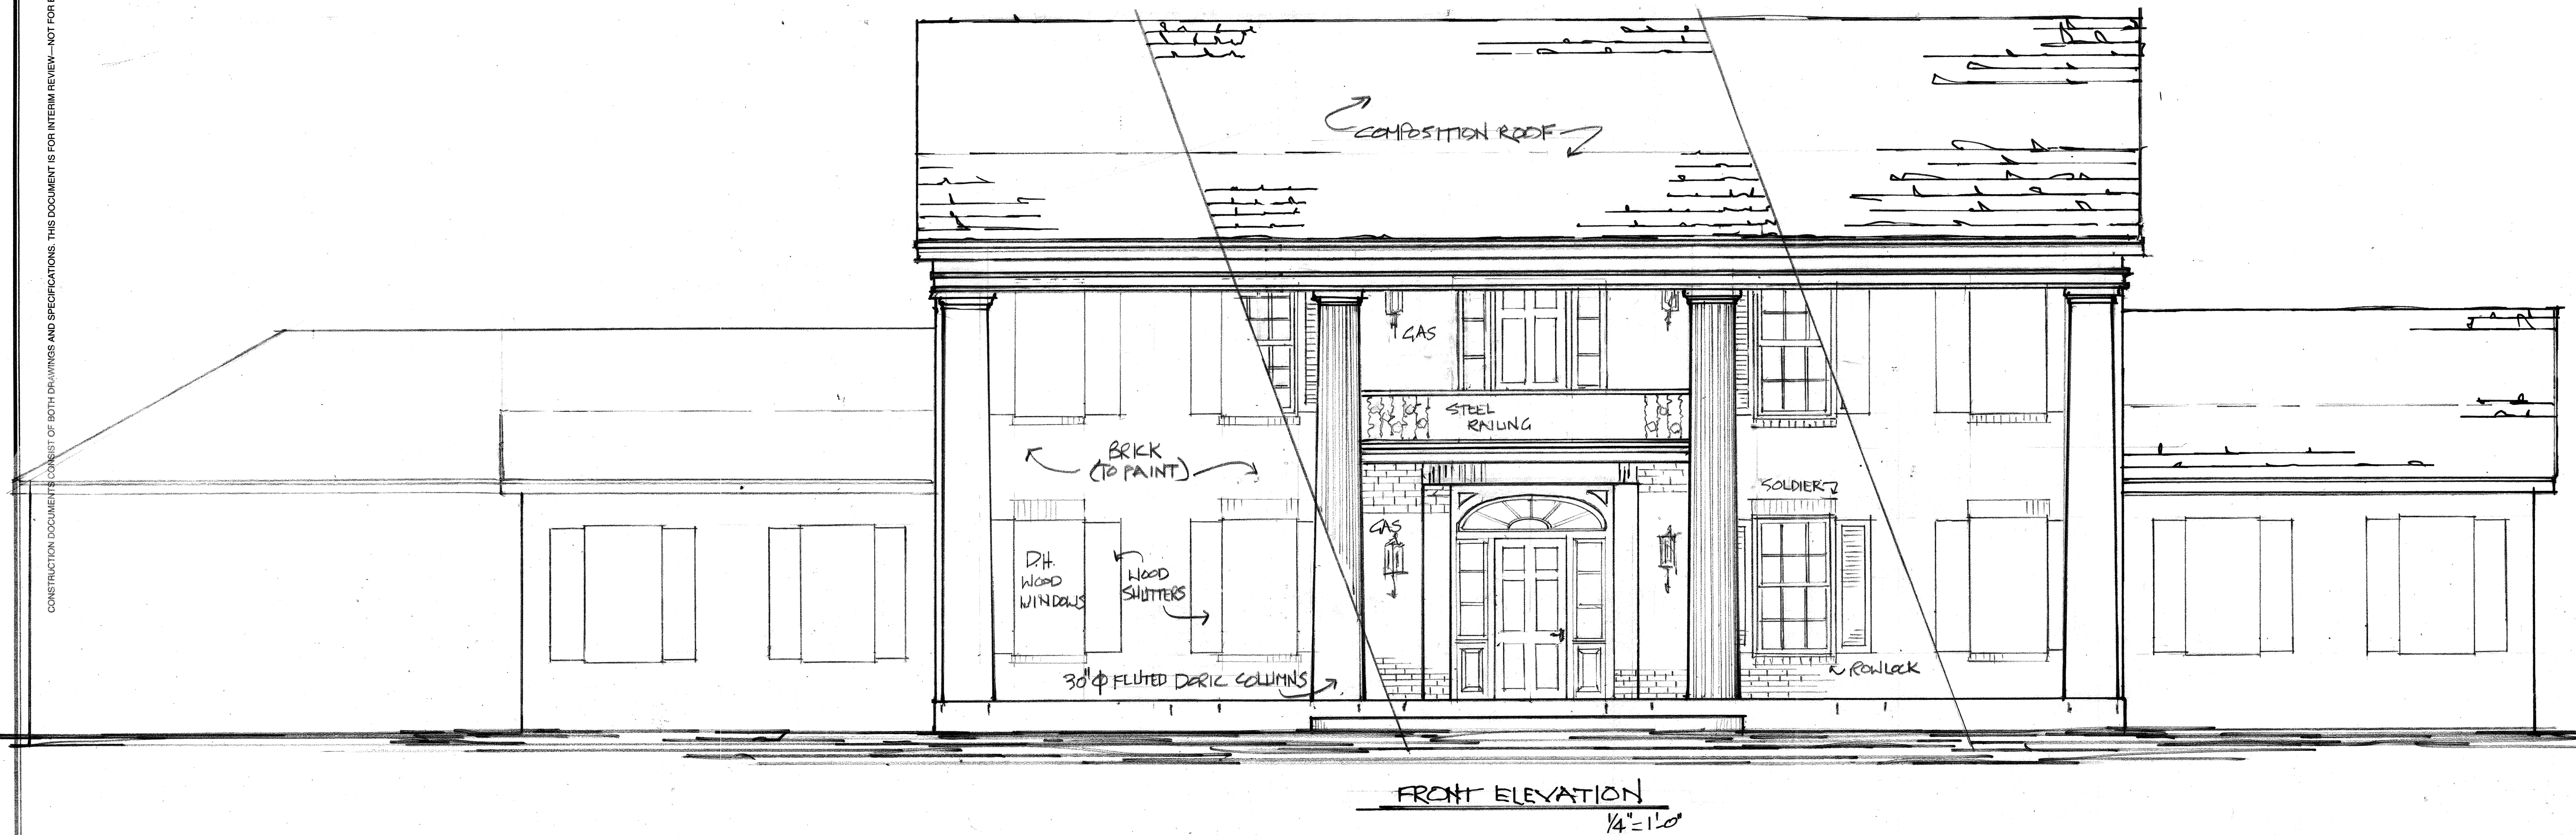 CONSTRUCTION DOCUMENTS CONSIST OF BOTH DRAWINGS AND SPECIFICATIONS. THIS DOCUMENT IS FOR INTERIM REVIEW—NOT FOR
COMPOSITION ROOF
GAS
STEEL
RAILING
BRICK
(TO PAINT)
SOLDIER
GAS
D.H.
WOOD
WINDOWS
WOOD
SHUTTERS
30"Φ FLUTED DORIC COLUMNS
ROWLOCK
FRONT ELEVATION
1/4"=1'-0"